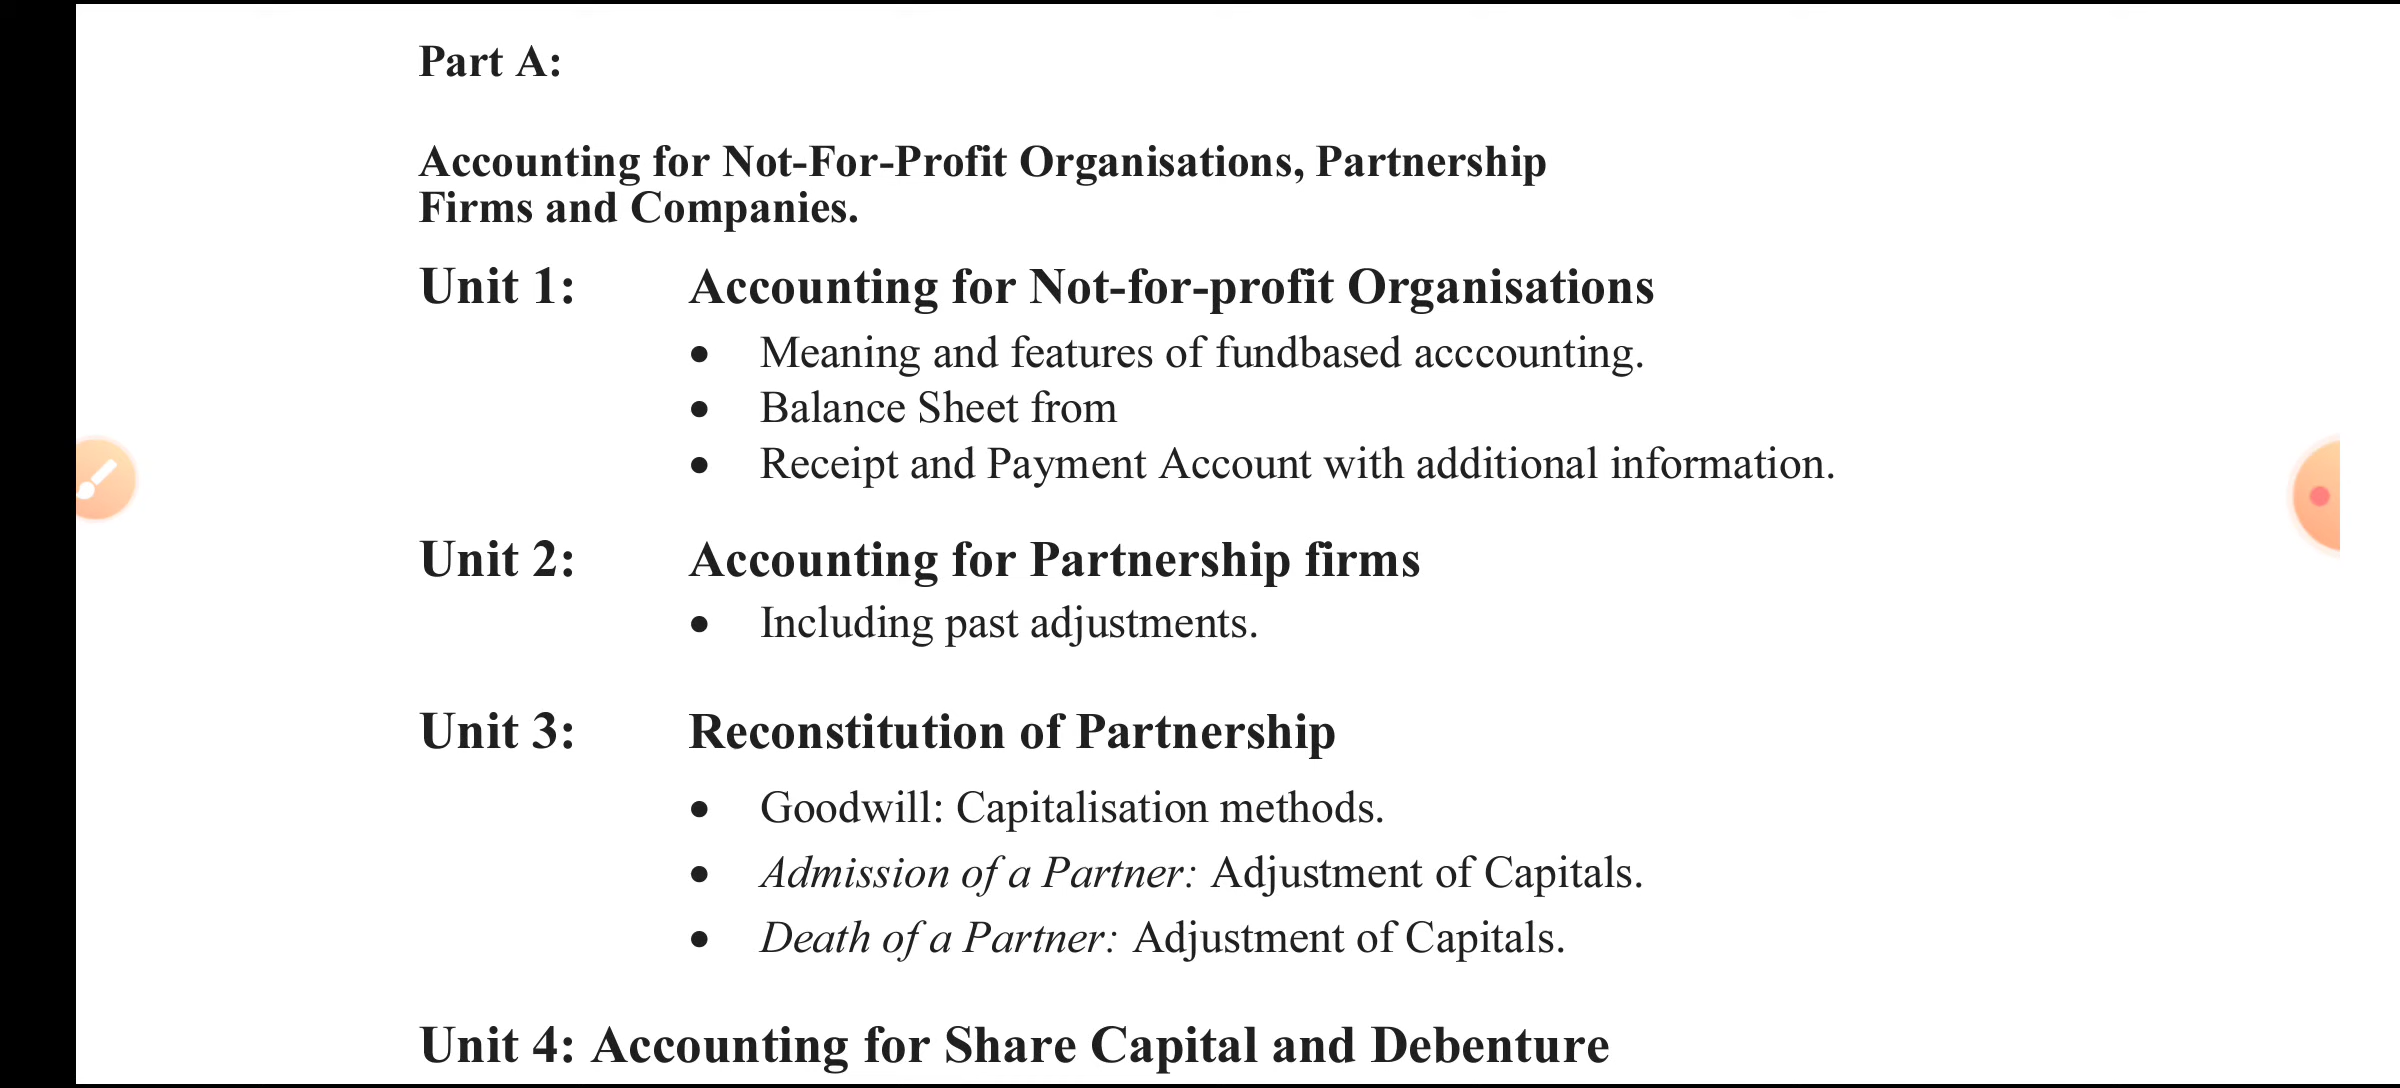 Part A:
Accounting for Not-For-Profit Organisations, Partnership
Firms and Companies.
Unit 1: Accounting for Not-for-profit Organisations
• Meaning and features of fundbased acccounting.
• Balance Sheet from
• Receipt and Payment Account with additional information.
Unit 2: Accounting for Partnership firms
• Including past adjustments.
Unit 3: Reconstitution of Partnership
• Goodwill: Capitalisation methods.
• Admission of a Partner: Adjustment of Capitals.
• Death of a Partner: Adjustment of Capitals.
Unit 4: Accounting for Share Capital and Debenture